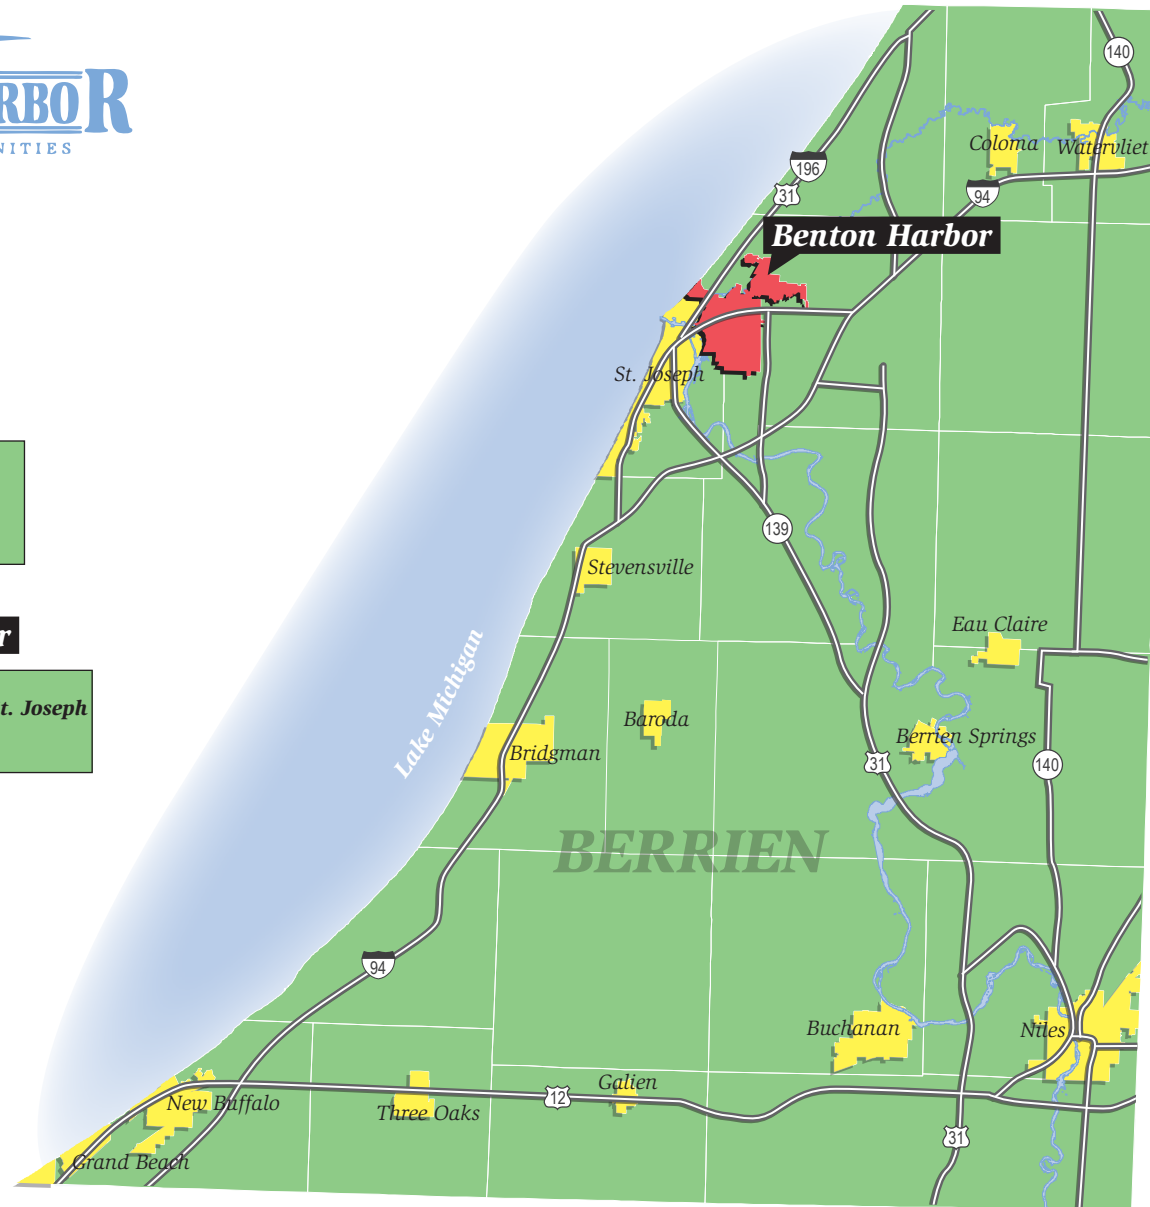 RBOR
NITIES
140
Coloma
Watervliet
196
31
94
Benton Harbor
St. Joseph
139
Stevensville
r
Eau Claire
t. Joseph
Lake Michigan
Baroda
Bridgman
Berrien Springs
31
140
BERRIEN
94
Buchanan
Niles
Galien
12
New Buffalo
Three Oaks
31
Grand Beach